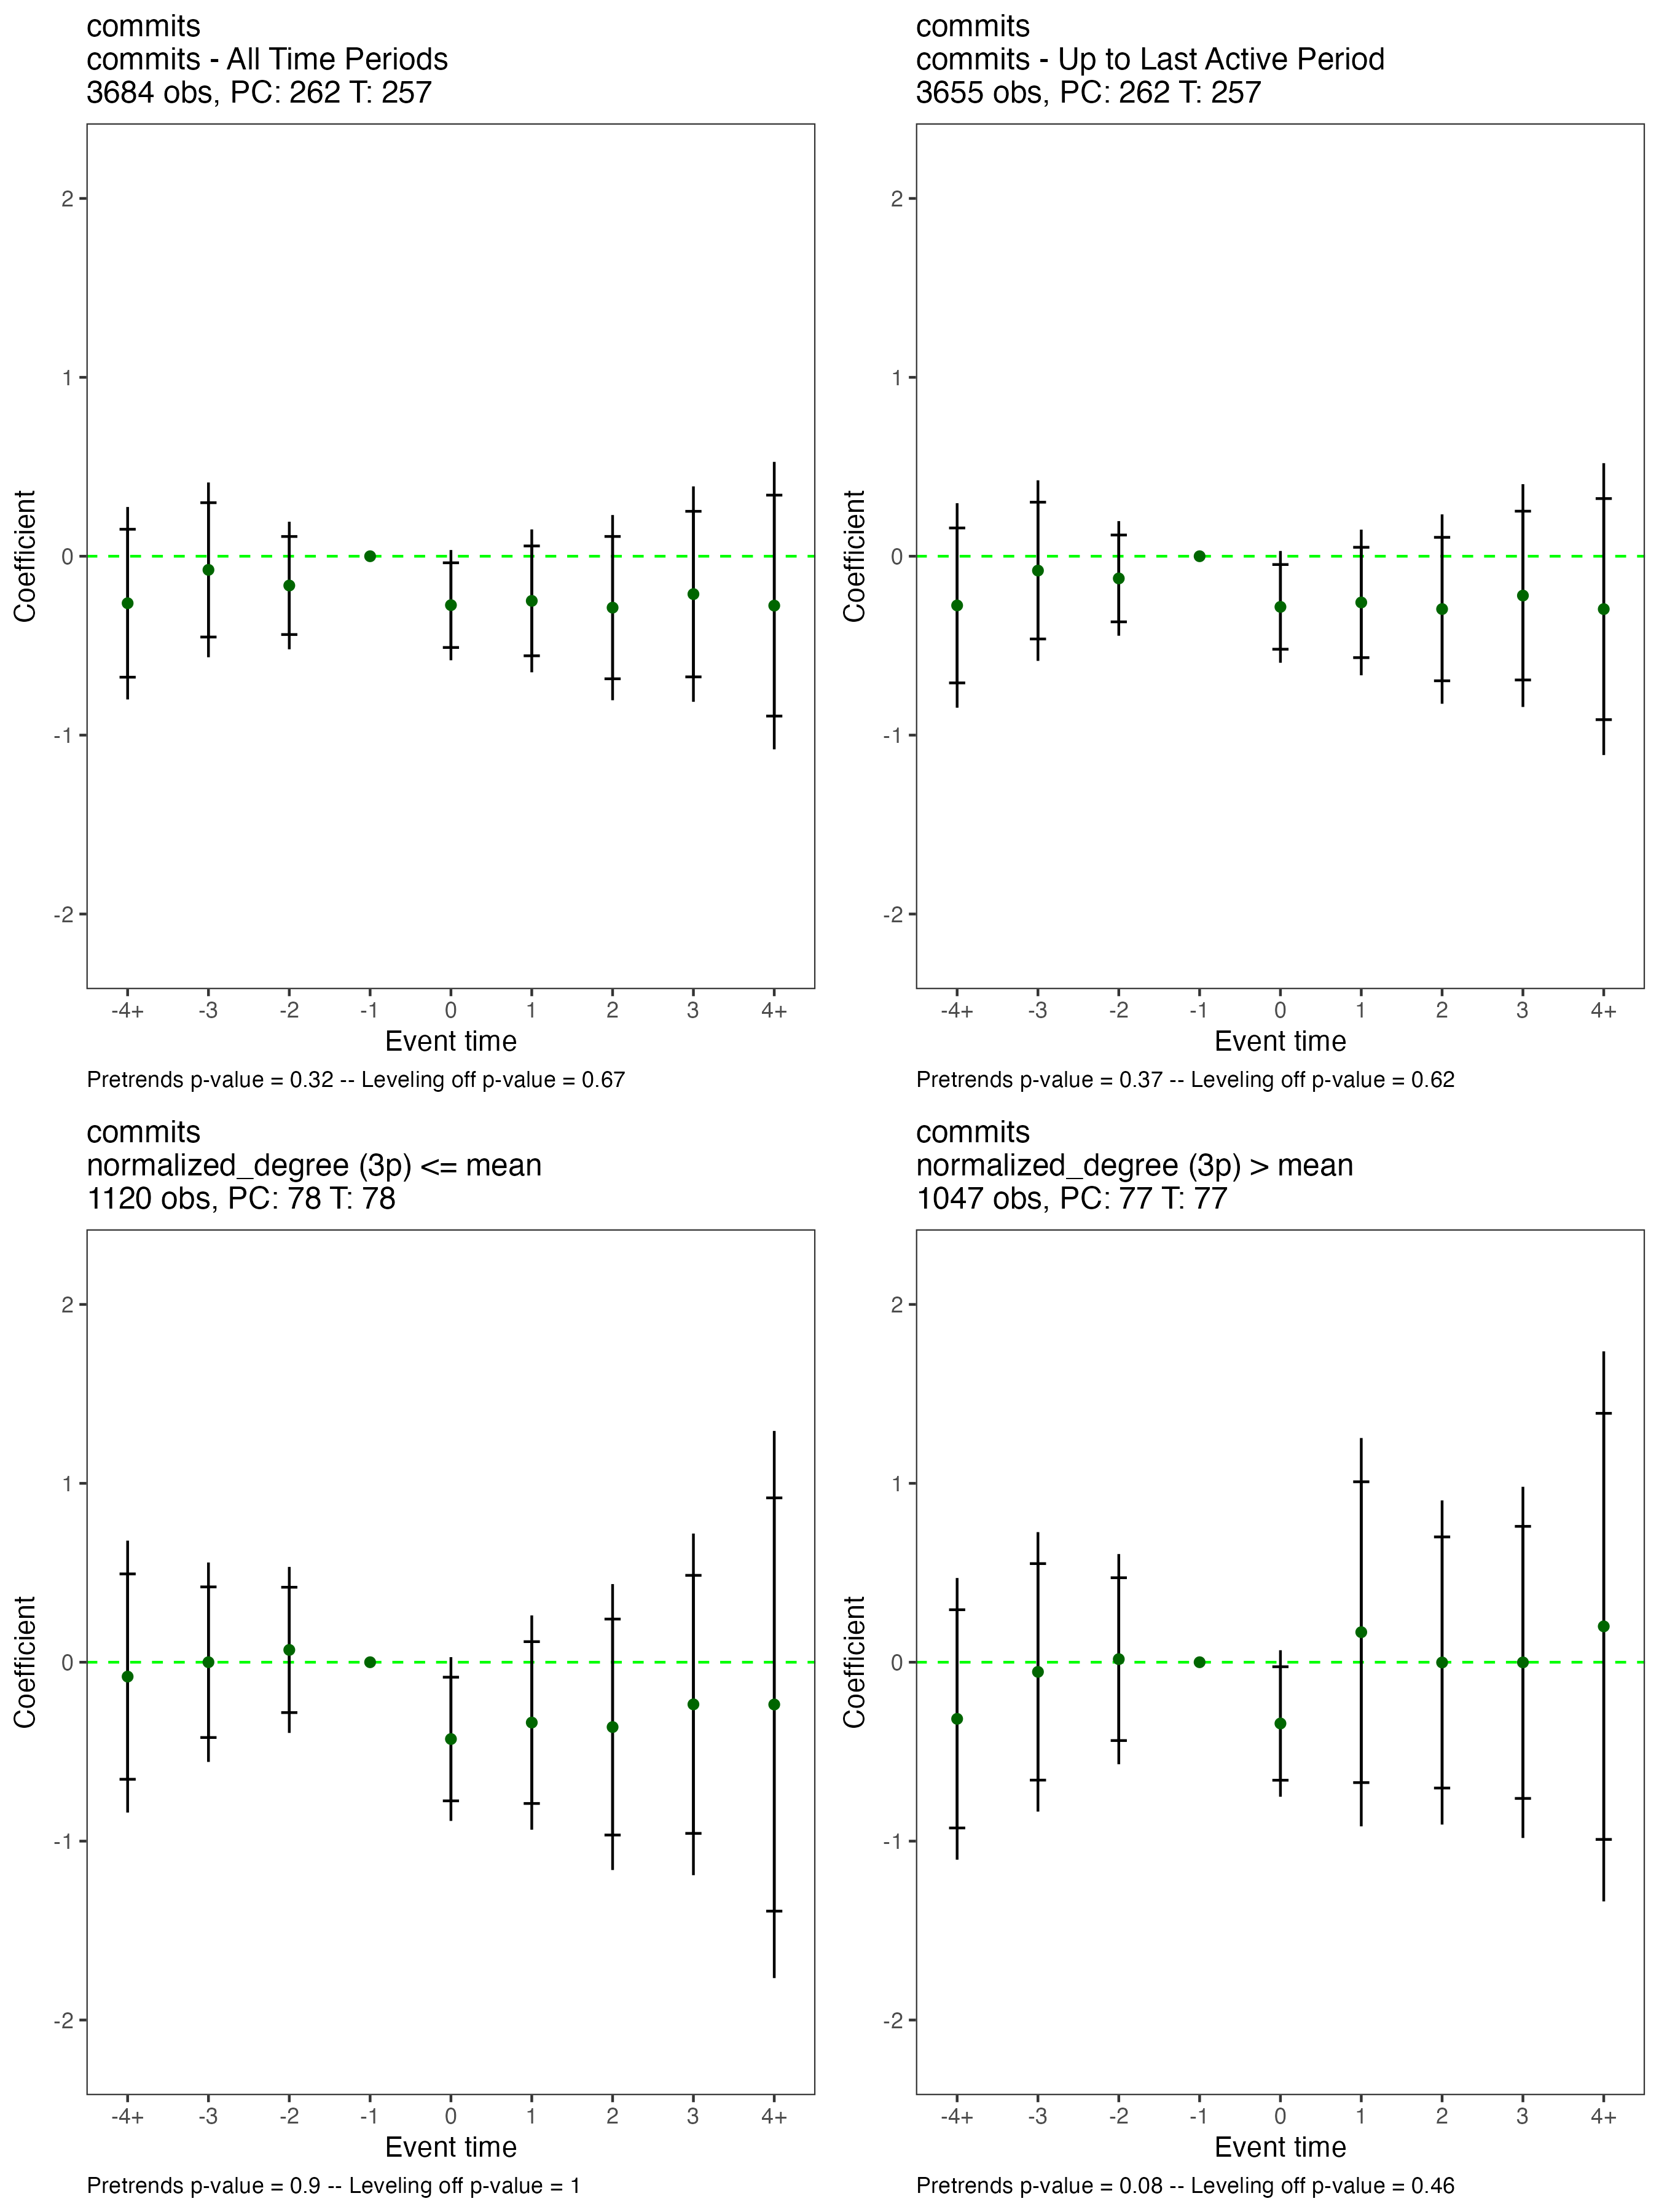 commits
commits - All Time Periods
3684 obs, PC: 262 T: 257
2
1
0
-1
-2
Coefficient
-4+ -3 -2 -1 0 1 2 3 4+
Event time
Pretrends p-value = 0.32 -- Leveling off p-value = 0.67
commits
commits - Up to Last Active Period
3655 obs, PC: 262 T: 257
2
1
0
-1
-2
Coefficient
-4+ -3 -2 -1 0 1 2 3 4+
Event time
Pretrends p-value = 0.37 -- Leveling off p-value = 0.62
commits
normalized_degree (3p) <= mean
1120 obs, PC: 78 T: 78
2
1
0
-1
-2
Coefficient
-4+ -3 -2 -1 0 1 2 3 4+
Event time
Pretrends p-value = 0.9 -- Leveling off p-value = 1
commits
normalized_degree (3p) > mean
1047 obs, PC: 77 T: 77
2
1
0
-1
-2
Coefficient
-4+ -3 -2 -1 0 1 2 3 4+
Event time
Pretrends p-value = 0.08 -- Leveling off p-value = 0.46